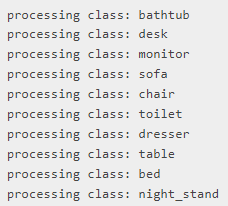 processing class: bathtub
processing class: desk
processing class: monitor
processing class: sofa
processing class: chair
processing class: toilet
processing class: dresser
processing class: table
processing class: bed
processing class: night_stand